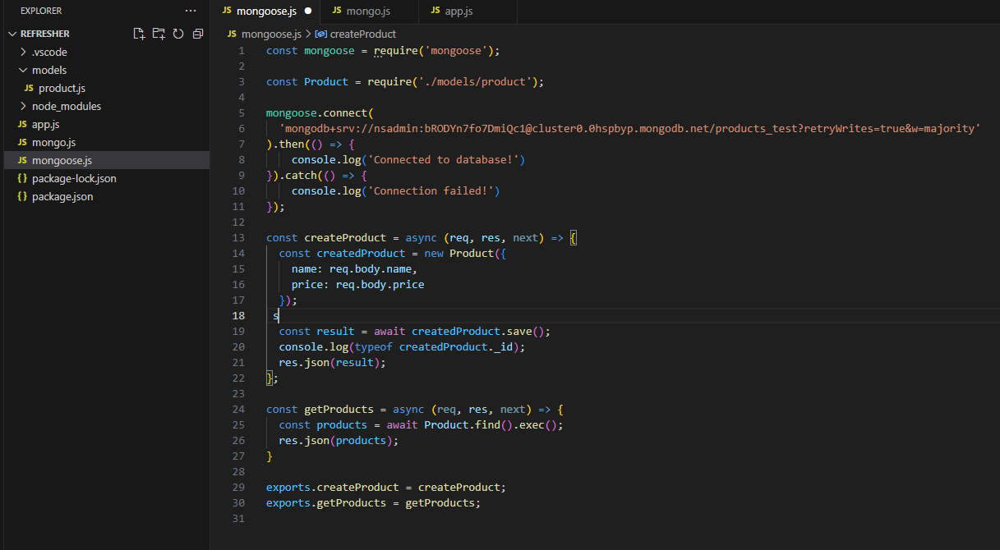 EXPLORER
REFRESHER
.vscode
models
JS product.js
node_modules
JS app.js
JS mongo.js
JS mongoose.js
{} package-lock.json
{} package.json
JS mongoose.js
JS mongo.js
JS app.js
JS mongoose.js > createProduct
1 const mongoose = require('mongoose');
2
3 const Product = require('./models/product');
4
5 mongoose.connect(
6 'mongodb+srv://nsadmin:bRODYn7fo7DmiQc1@cluster0.0hspbyp.mongodb.net/products_test?retryWrites=true&w=majority'
7 ).then(() => {
8 console.log('Connected to database!')
9 }).catch(() => {
10 console.log('Connection failed!')
11 });
12
13 const createProduct = async (req, res, next) => {
14 const createdProduct = new Product({
15 name: req.body.name,
16 price: req.body.price
17 });
18 s
19 const result = await createdProduct.save();
20 console.log(typeof createdProduct._id);
21 res.json(result);
22 };
23
24 const getProducts = async (req, res, next) => {
25 const products = await Product.find().exec();
26 res.json(products);
27 }
28
29 exports.createProduct = createProduct;
30 exports.getProducts = getProducts;
31